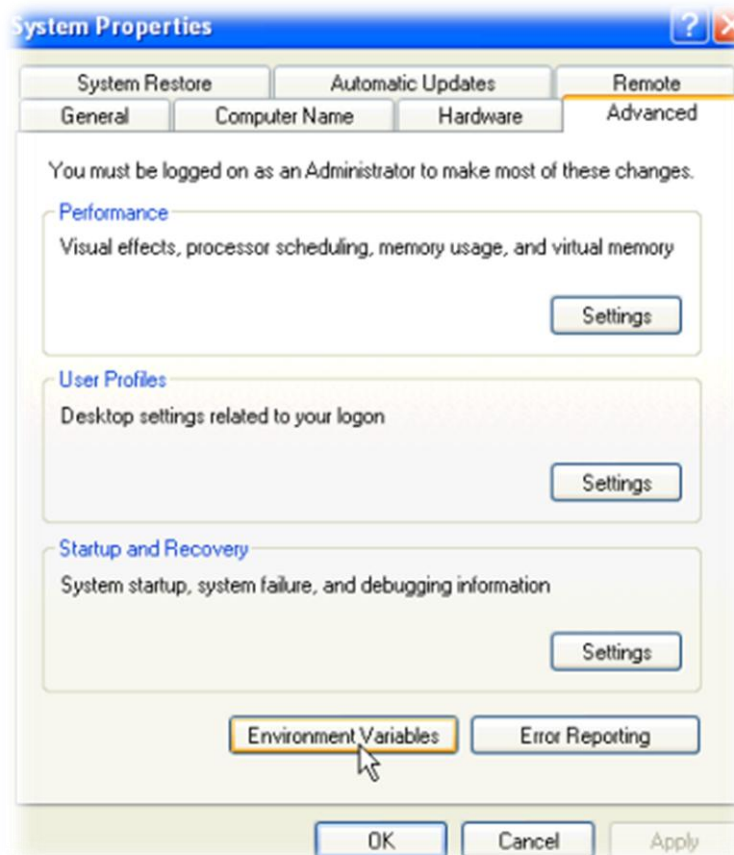 System Properties
System Restore Automatic Updates Remote
General Computer Name Hardware Advanced
You must be logged on as an Administrator to make most of these changes.
Performance
Visual effects, processor scheduling, memory usage, and virtual memory
Settings
User Profiles
Desktop settings related to your logon
Settings
Startup and Recovery
System startup, system failure, and debugging information
Settings
Environment Variables Error Reporting
OK Cancel Apply